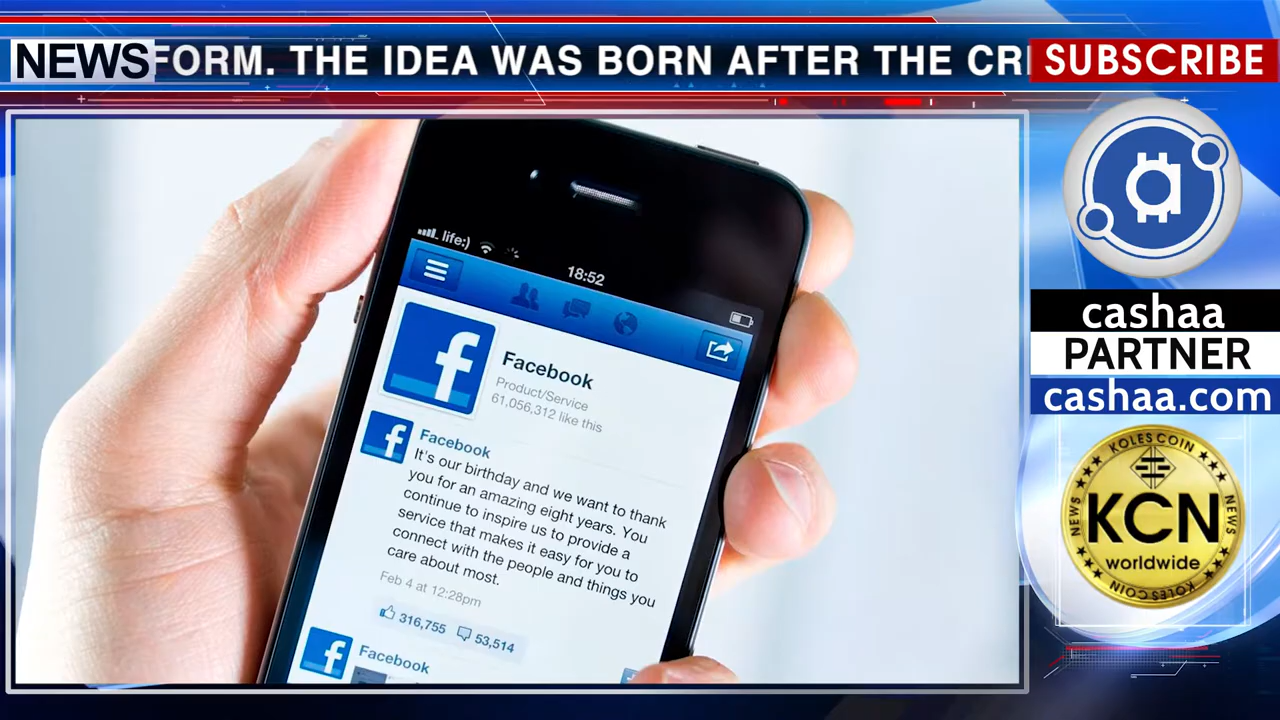 NEWS
FORM. THE IDEA WAS BORN AFTER THE CRI
SUBSCRIBE
life:)
18:52
Facebook
Product/Service
61,056,312 like this
Facebook
It's our birthday and we want to thank
you for an amazing eight years. You
continue to inspire us to provide a
service that makes it easy for you to
connect with the people and things you
care about most.
Feb 4 at 12:28pm
316,755 53,514
Facebook
cashaa
PARTNER
cashaa.com
KOLES COIN
NEWS
KCN
NEWS
worldwide
KOLES COIN